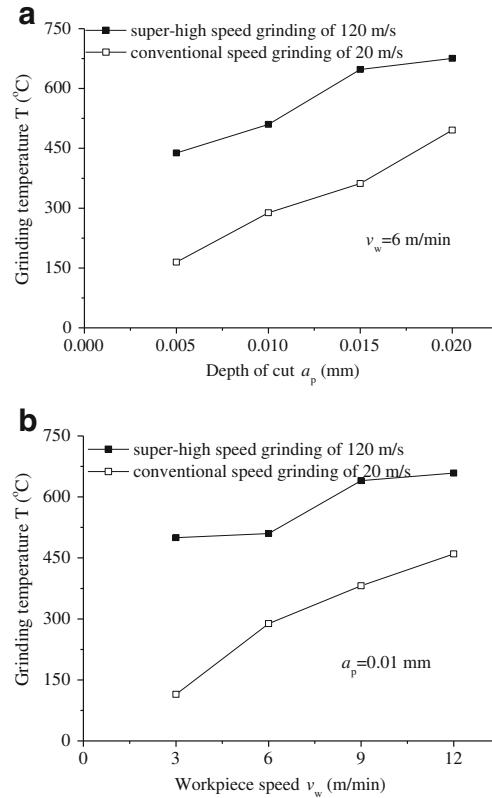 a
750
super-high speed grinding of 120 m/s
conventional speed grinding of 20 m/s
600
450
300
150
0
Grinding temperature T (°C)
v_w=6 m/min
0.000 0.005 0.010 0.015 0.020
Depth of cut a_p (mm)
b
750
super-high speed grinding of 120 m/s
conventional speed grinding of 20 m/s
600
450
300
150
0
Grinding temperature T (°C)
a_p=0.01 mm
0 3 6 9 12
Workpiece speed v_w (m/min)